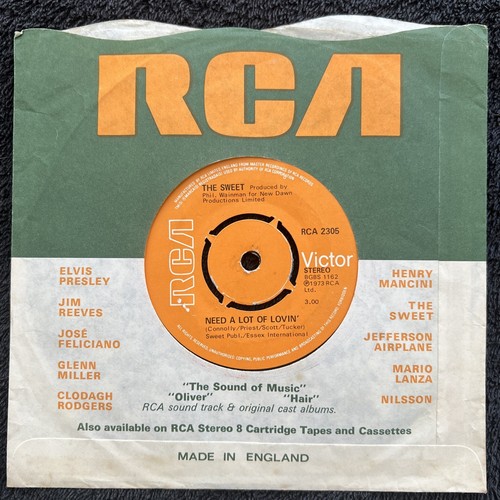 RCA
THE SWEET Produced by
Phil. Wainman for New Dawn
Productions Limited.
RCA 2305
RCA
Victor
STEREO
BGBS 1162
Ⓟ1973 RCA
Ltd.
3.00
NEED A LOT OF LOVIN'
(Connolly/Priest/Scott/Tucker)
Sweet Publ./Essex International
ELVIS
PRESLEY
JIM
REEVES
JOSÉ
FELICIANO
GLENN
MILLER
CLODAGH
RODGERS
HENRY
MANCINI
THE
SWEET
JEFFERSON
AIRPLANE
MARIO
LANZA
NILSSON
"The Sound of Music"
"Oliver" "Hair"
RCA sound track & original cast albums.
Also available on RCA Stereo 8 Cartridge Tapes and Cassettes
MADE IN ENGLAND